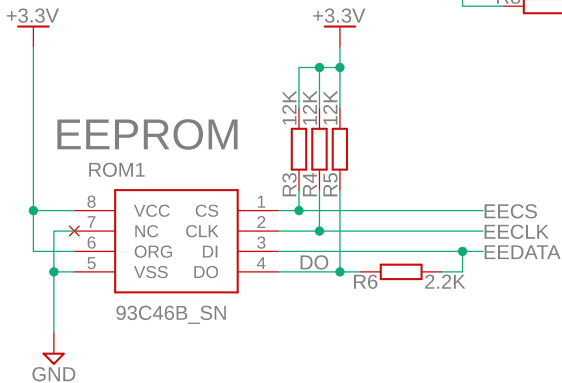 +3.3V
+3.3V
12K
12K
12K
EEPROM
ROM1
R3
R4
R5
8
VCC
CS
1
EECS
7
NC
CLK
2
EECLK
6
ORG
DI
3
EEDATA
5
VSS
DO
4
DO
R6
2.2K
93C46B_SN
GND